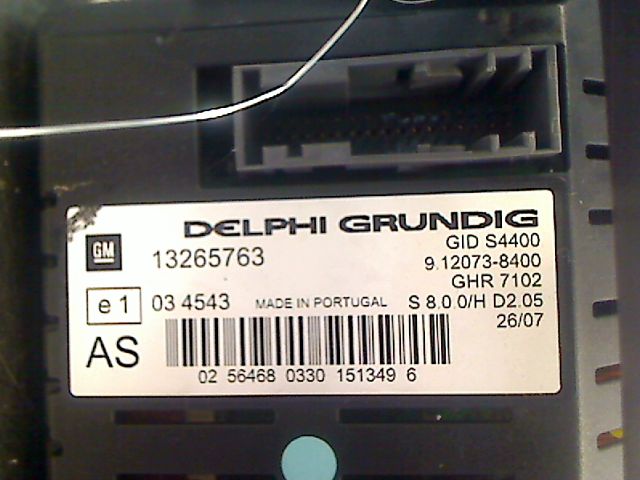 DELPHI GRUNDIG
GM 13265763 GID S4400
9.12073-8400
GHR 7102
e1 03 4543 MADE IN PORTUGAL S 8.0 0/H D2.05
26/07
AS
02 56468 0330 151349 6